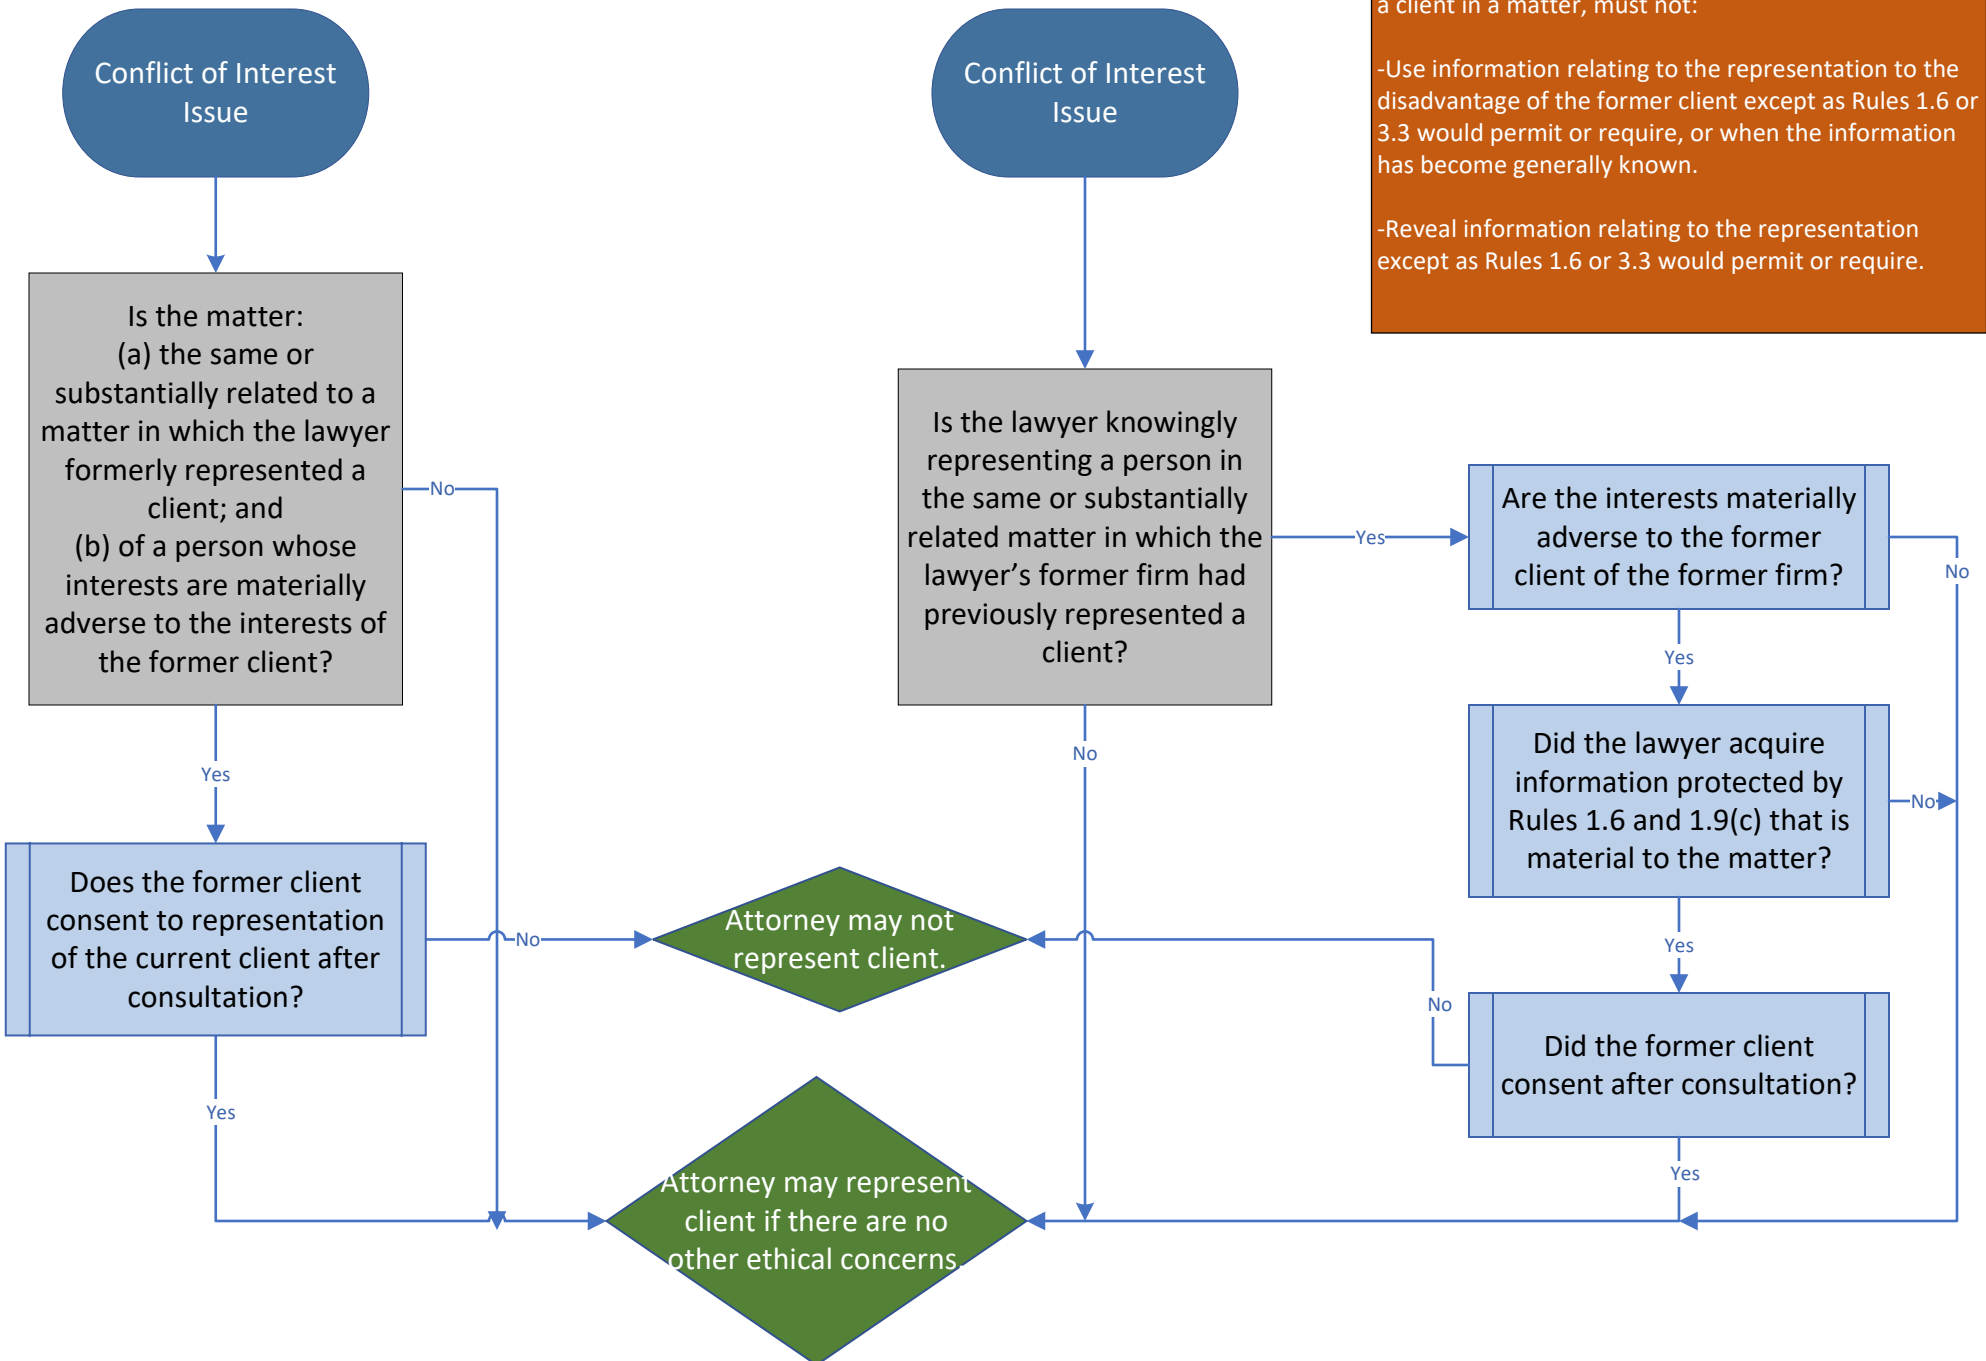 Conflict of Interest
Issue
Is the matter:
(a) the same or
substantially related to a
matter in which the lawyer
formerly represented a
client; and
(b) of a person whose
interests are materially
adverse to the interests of
the former client?
No
Yes
Does the former client
consent to representation
of the current client after
consultation?
No
Yes
Attorney may not
represent client.
Attorney may represent
client if there are no
other ethical concerns.
Conflict of Interest
Issue
Is the lawyer knowingly
representing a person in
the same or substantially
related matter in which the
lawyer’s former firm had
previously represented a
client?
Yes
No
a client in a matter, must not:
-Use information relating to the representation to the
disadvantage of the former client except as Rules 1.6 or
3.3 would permit or require, or when the information
has become generally known.
-Reveal information relating to the representation
except as Rules 1.6 or 3.3 would permit or require.
Are the interests materially
adverse to the former
client of the former firm?
No
Yes
Did the lawyer acquire
information protected by
Rules 1.6 and 1.9(c) that is
material to the matter?
No
Yes
Did the former client
consent after consultation?
No
Yes